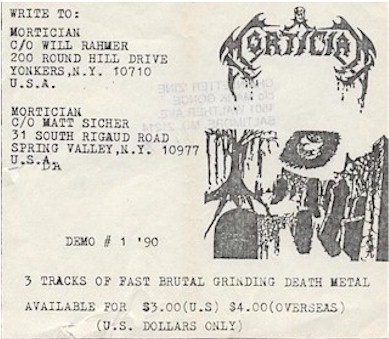 WRITE TO:
MORTICIAN
C/O WILL RAHMER
200 ROUND HILL DRIVE
YONKERS,N.Y. 10710
U.S.A.
MORTICIAN
C/O MATT SICHER
31 SOUTH RIGAUD ROAD
SPRING VALLEY,N.Y. 10977
U.S.A.
DR
MORTICIAN
DEMO # 1 '90
3 TRACKS OF FAST BRUTAL GRINDING DEATH METAL
AVAILABLE FOR $3.00(U.S) $4.00(OVERSEAS)
(U.S. DOLLARS ONLY)